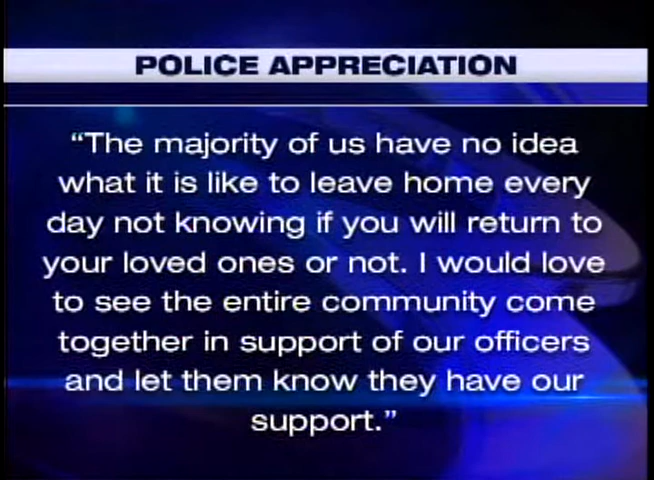 POLICE APPRECIATION
“The majority of us have no idea
what it is like to leave home every
day not knowing if you will return to
your loved ones or not. I would love
to see the entire community come
together in support of our officers
and let them know they have our
support.”